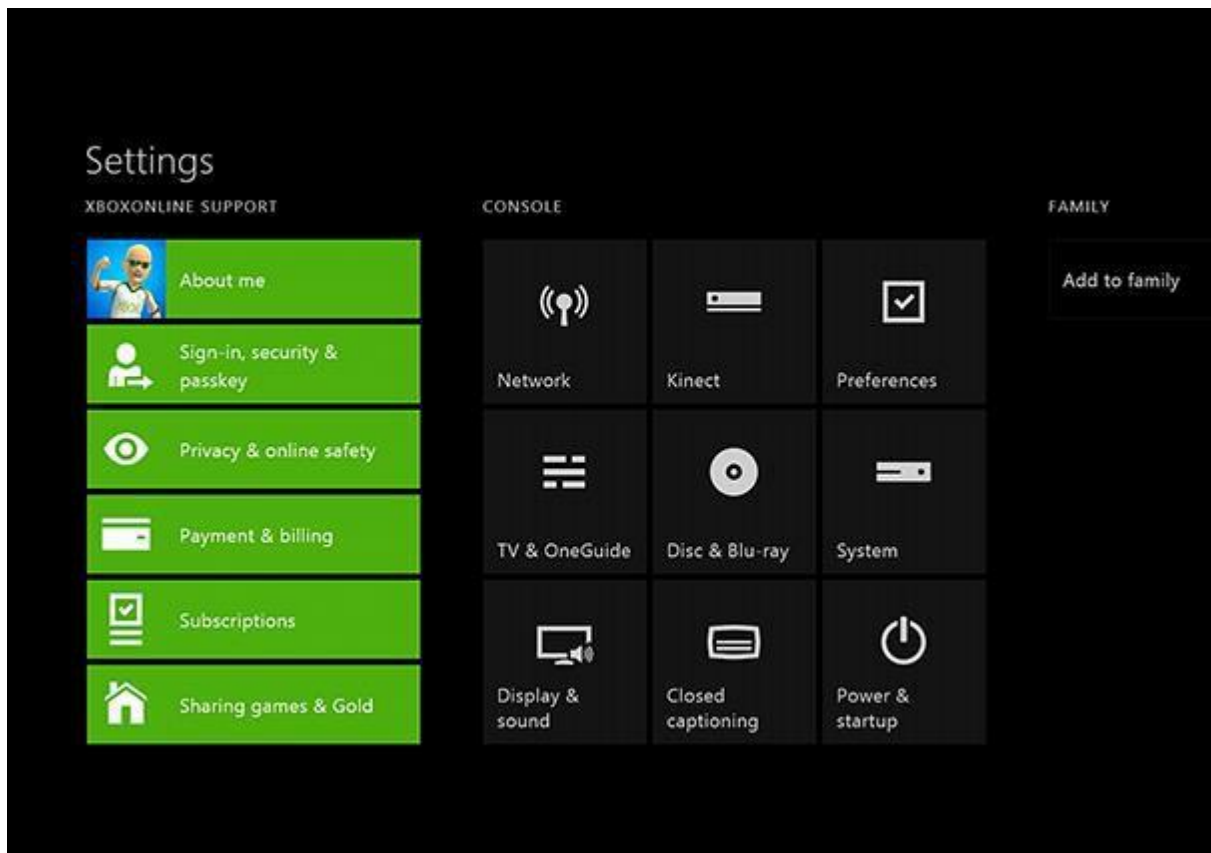 Settings
XBOXONLINE SUPPORT
About me
Sign-in, security &
passkey
Privacy & online safety
Payment & billing
Subscriptions
Sharing games & Gold
CONSOLE
Network
Kinect
Preferences
TV & OneGuide
Disc & Blu-ray
System
Display &
sound
Closed
captioning
Power &
startup
FAMILY
Add to family